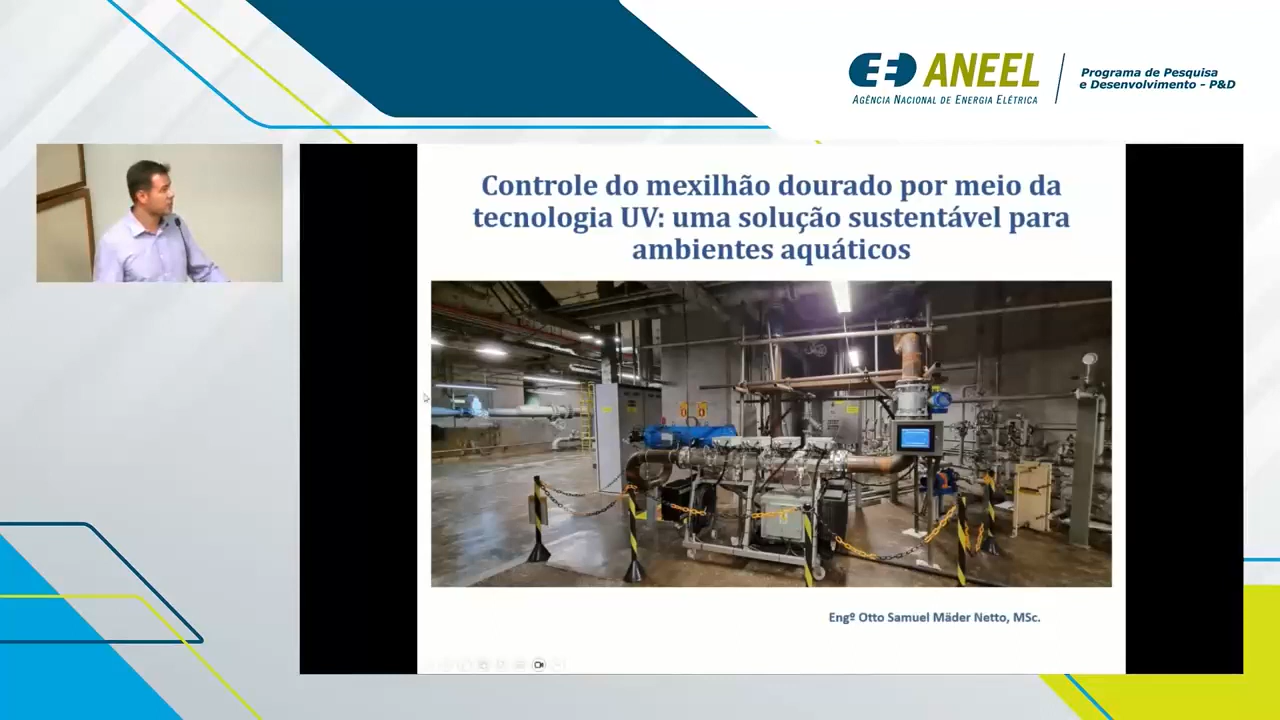 ANEEL
AGÊNCIA NACIONAL DE ENERGIA ELÉTRICA
Programa de Pesquisa
e Desenvolvimento - P&D
Controle do mexilhão dourado por meio da
tecnologia UV: uma solução sustentável para
ambientes aquáticos
Engº Otto Samuel Mäder Netto, MSc.